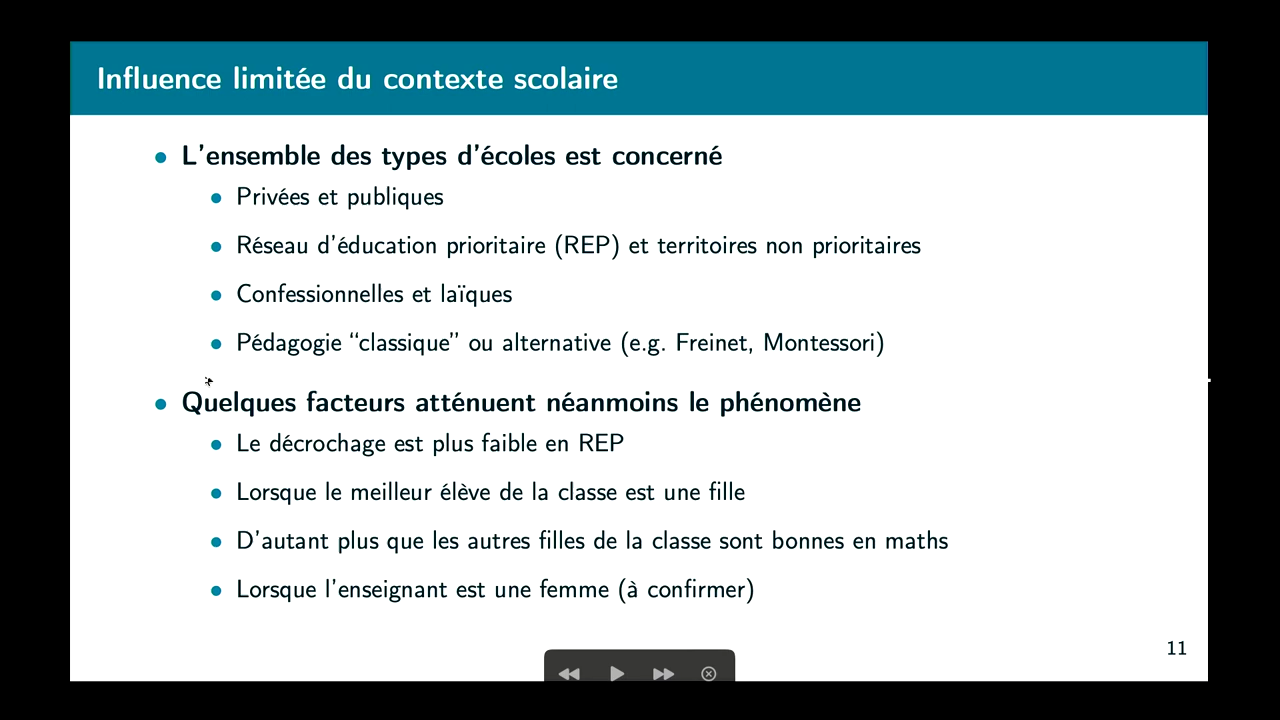 Influence limitée du contexte scolaire
• L'ensemble des types d'écoles est concerné
• Privées et publiques
• Réseau d'éducation prioritaire (REP) et territoires non prioritaires
• Confessionnelles et laïques
• Pédagogie “classique” ou alternative (e.g. Freinet, Montessori)
• Quelques facteurs atténuent néanmoins le phénomène
• Le décrochage est plus faible en REP
• Lorsque le meilleur élève de la classe est une fille
• D'autant plus que les autres filles de la classe sont bonnes en maths
• Lorsque l'enseignant est une femme (à confirmer)
11